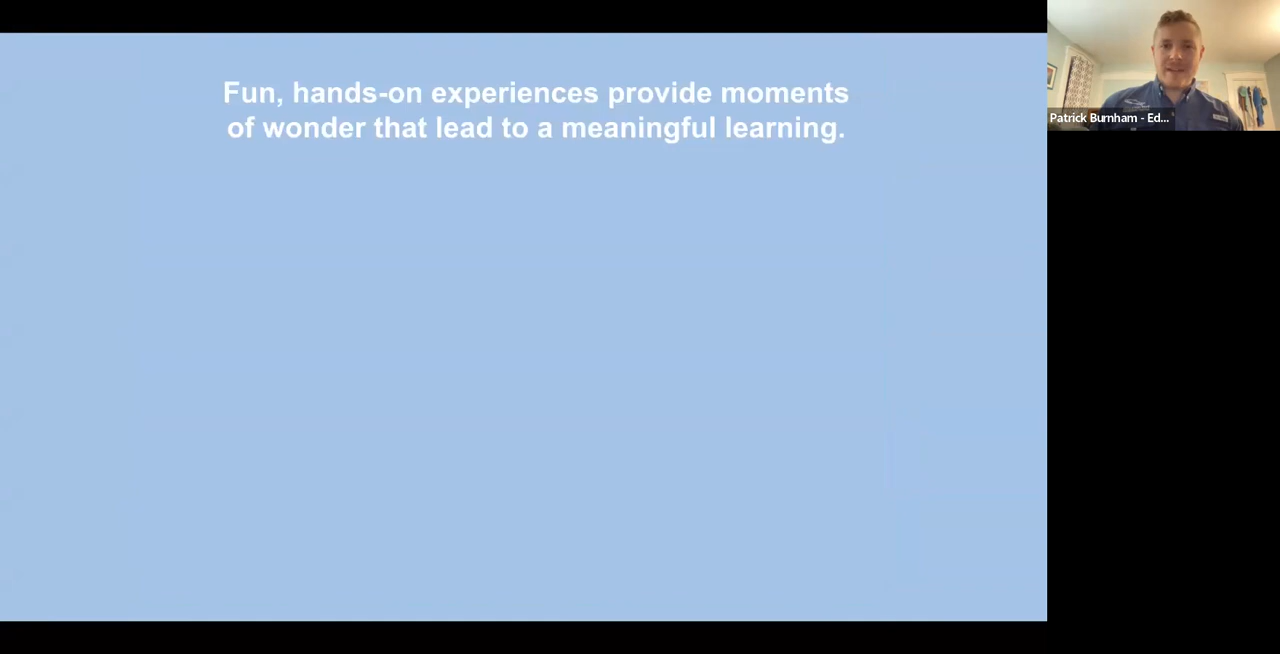 Fun, hands-on experiences provide moments
of wonder that lead to a meaningful learning.
Patrick Burnham - Ed...